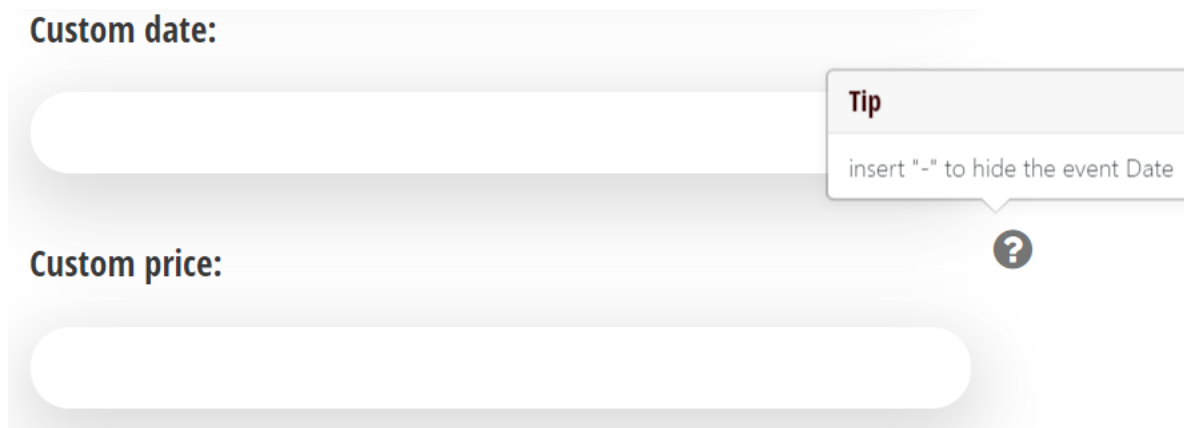 Custom date:
Tip
insert "-" to hide the event Date
?
Custom price: